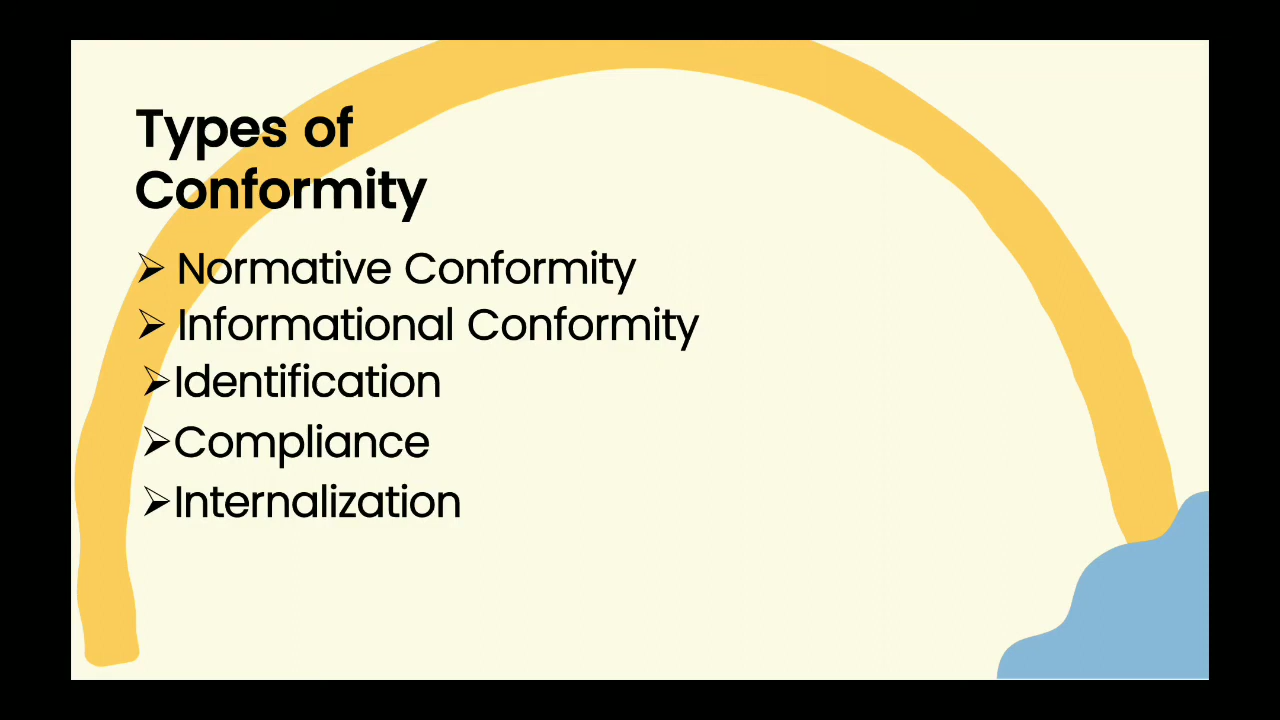 Types of
Conformity
➢ Normative Conformity
➢ Informational Conformity
➢Identification
➢Compliance
➢Internalization